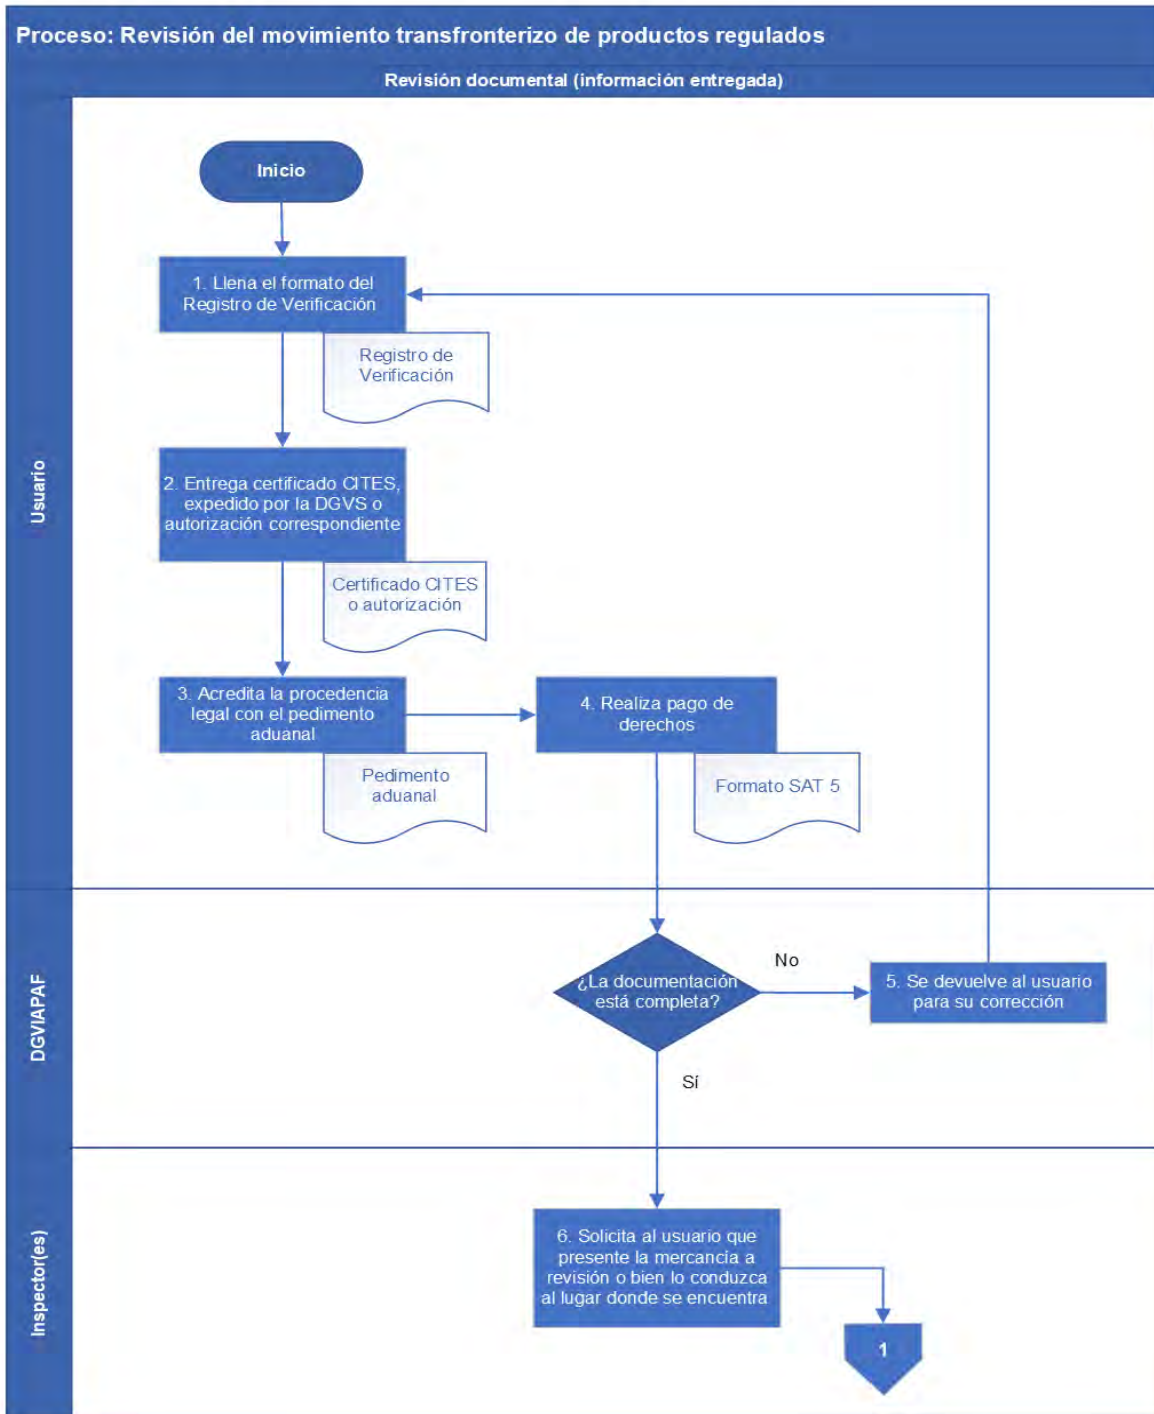 Proceso: Revisión del movimiento transfronterizo de productos regulados
Revisión documental (información entregada)
Usuario
Inicio
1. Llena el formato del
Registro de Verificación
Registro de
Verificación
2. Entrega certificado CITES,
expedido por la DGVS o
autorización correspondiente
Certificado CITES
o autorización
3. Acredita la procedencia
legal con el pedimento
aduanal
Pedimento
aduanal
4. Realiza pago de
derechos
Formato SAT 5
DGVIAPAF
¿La documentación
está completa?
No
5. Se devuelve al usuario
para su corrección
Sí
Inspector(es)
6. Solicita al usuario que
presente la mercancía a
revisión o bien lo conduzca
al lugar donde se encuentra
1